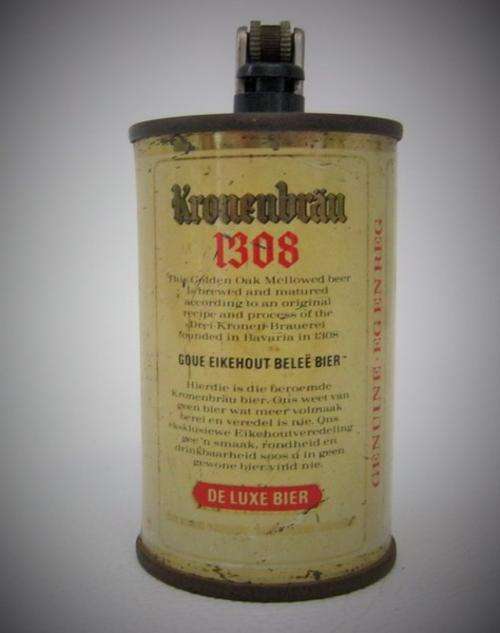 Kronenbräu
1308
This Golden Oak Mellowed beer
is brewed and matured
according to an original
recipe and process of the
Drei Kronen Brauerei
founded in Bavaria in 1308
GOUE EIKEHOUT BELEË BIER
Hierdie is die beroemde
Kronenbräu bier. Ons weet van
geen bier wat meer volmaak
berei en veredel is nie. Ons
eksklusiewe Eikehoutveredeling
gee 'n smaak, rondheid en
drinkbaarheid soos u in geen
gewone bier vind nie.
DE LUXE BIER
GENUINE · EG EN REG